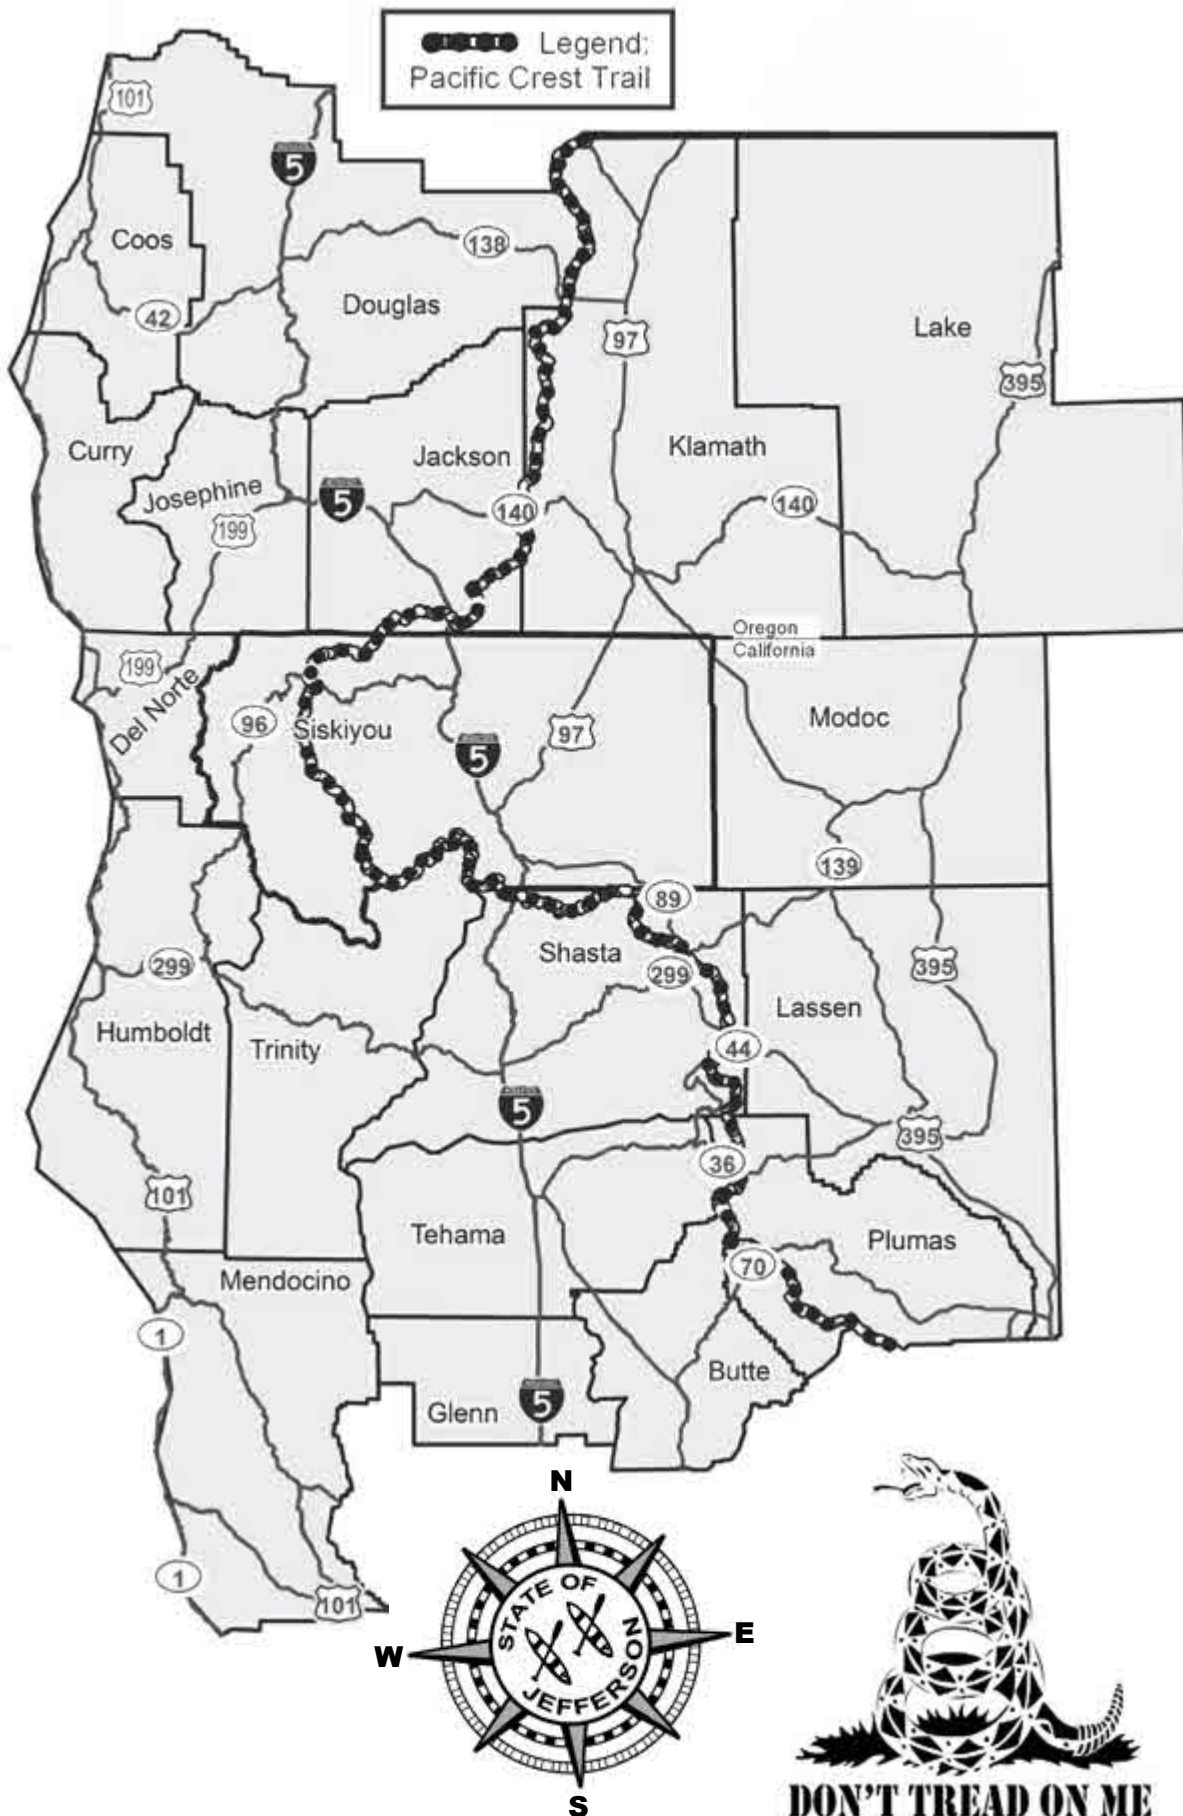 Legend:
Pacific Crest Trail
101
5
Coos
138
42
Douglas
97
Lake
395
Curry
Josephine
Jackson
Klamath
199
5
140
140
Oregon
California
199
Del Norte
96
Siskiyou
97
Modoc
5
139
89
299
Shasta
299
395
Humboldt
Trinity
Lassen
44
5
395
36
101
Tehama
Plumas
70
Mendocino
1
Butte
Glenn
5
1
101
N
W
E
S
STATE OF
JEFFERSON
DON'T TREAD ON ME